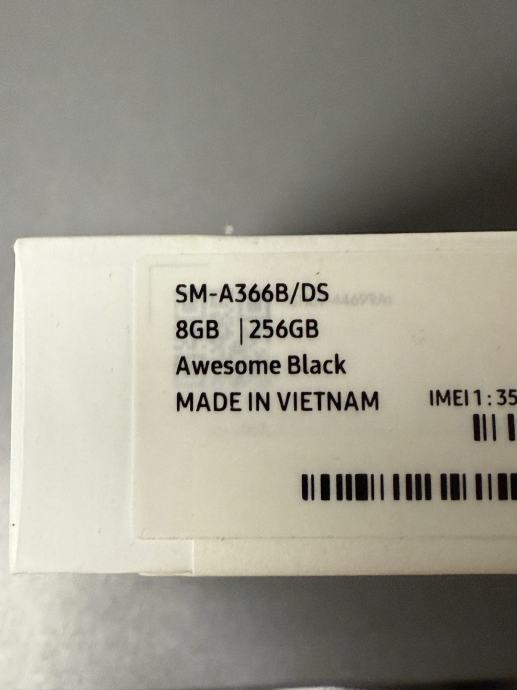 SM-A366B/DS
8GB | 256GB
Awesome Black
MADE IN VIETNAM
IMEI 1 : 35